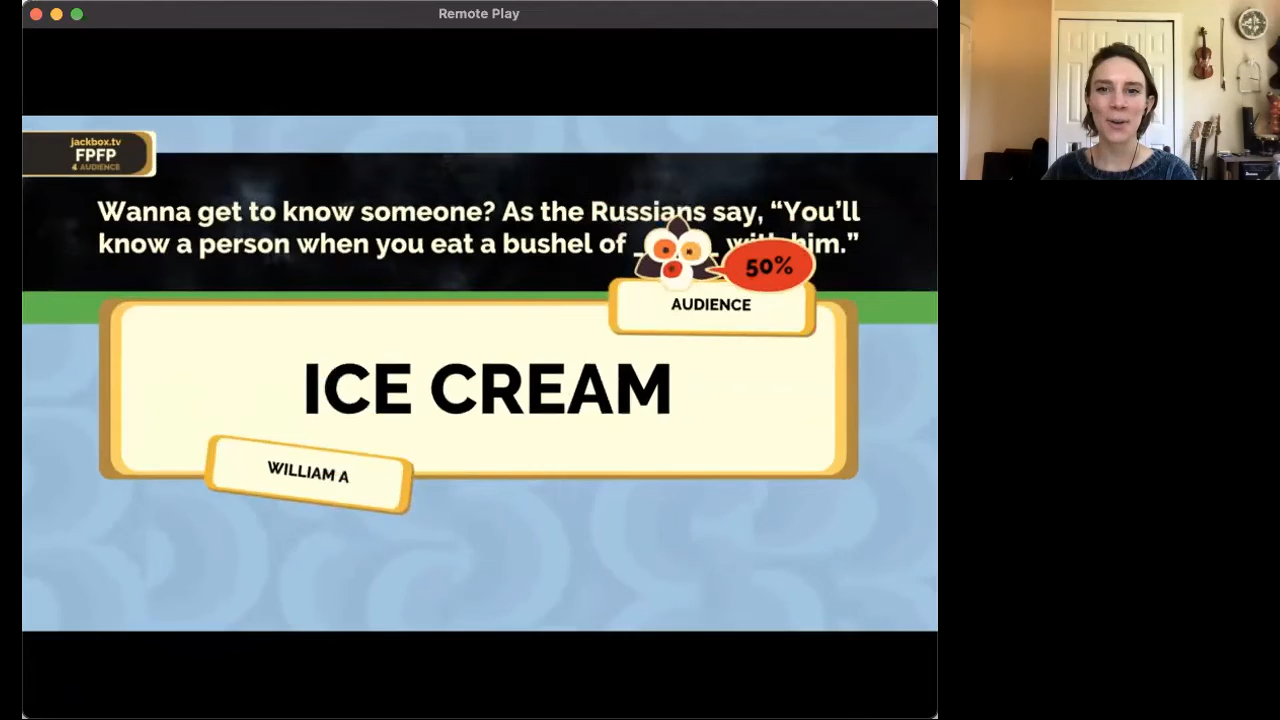 Remote Play
jackbox.tv
FPFP
4 AUDIENCE
Wanna get to know someone? As the Russians say, “You’ll
know a person when you eat a bushel of _ _ with him.”
50%
AUDIENCE
ICE CREAM
WILLIAM A